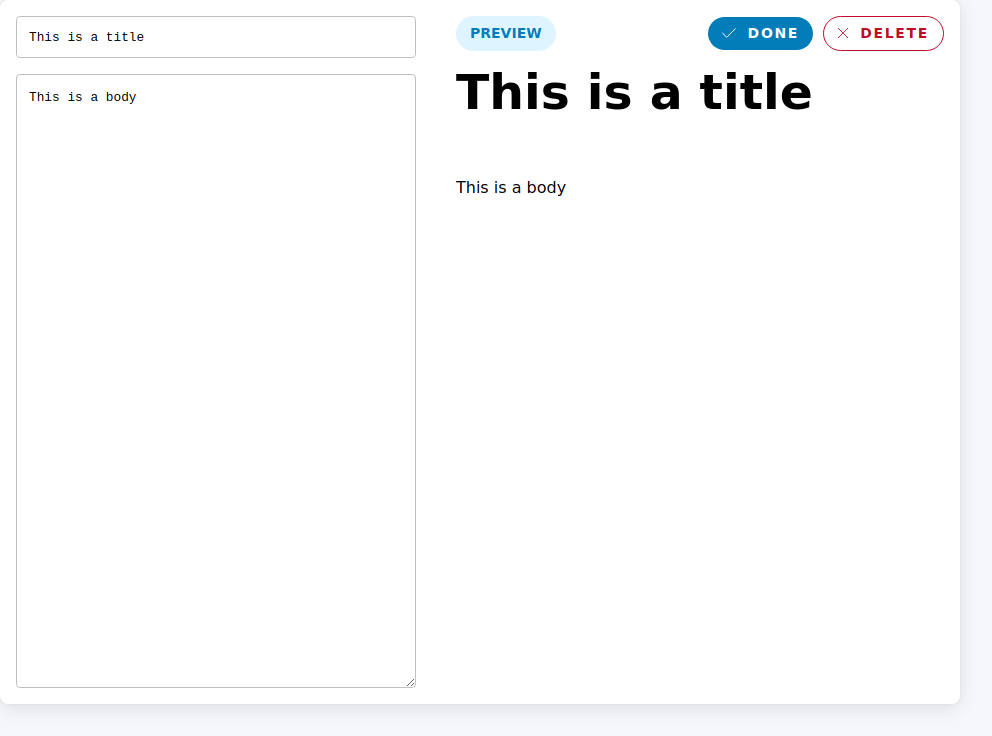 This is a title
This is a body
PREVIEW
DONE
DELETE
This is a title
This is a body